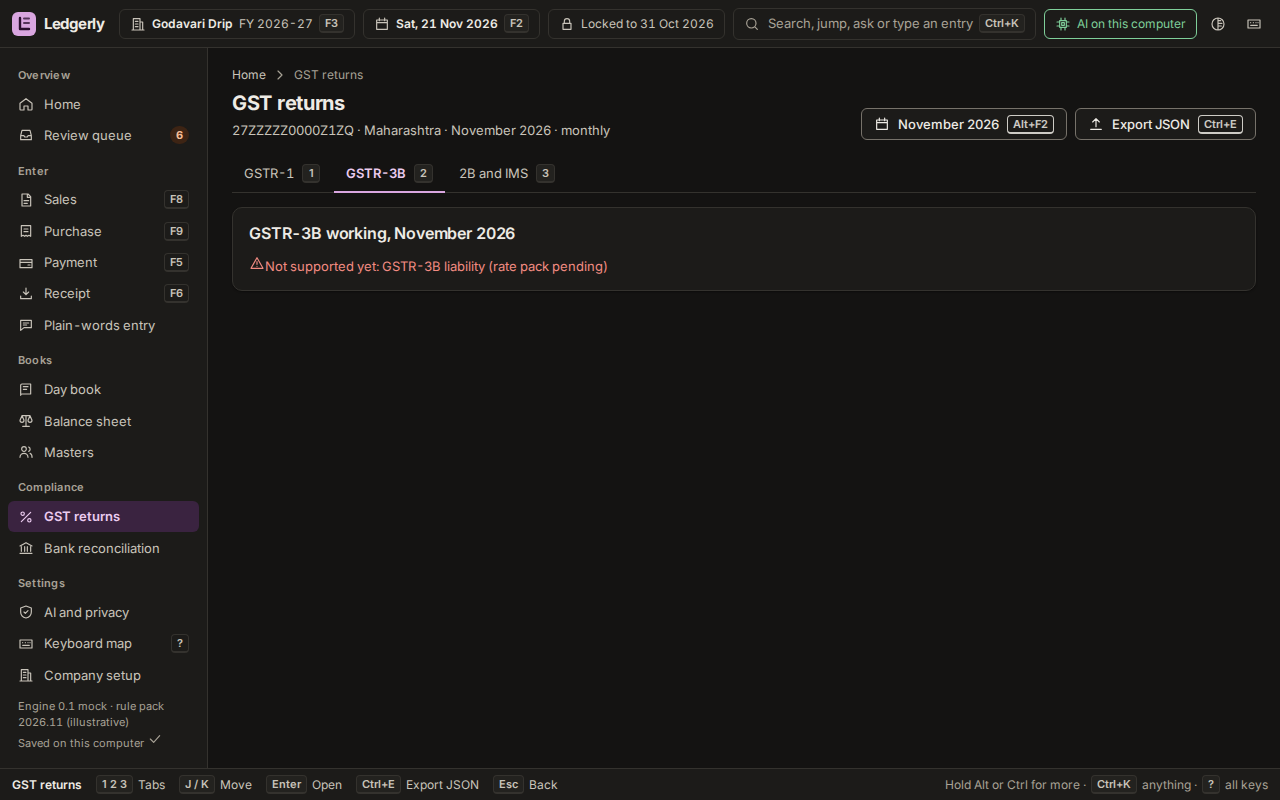 Ledgerly
Godavari Drip FY 2026-27 F3
Sat, 21 Nov 2026 F2
Locked to 31 Oct 2026
Search, jump, ask or type an entry Ctrl+K
AI on this computer
Overview
Home
Review queue 6
Enter
Sales F8
Purchase F9
Payment F5
Receipt F6
Plain-words entry
Books
Day book
Balance sheet
Masters
Compliance
GST returns
Bank reconciliation
Settings
AI and privacy
Keyboard map ?
Company setup
Engine 0.1 mock · rule pack
2026.11 (illustrative)
Saved on this computer
Home > GST returns
GST returns
27ZZZZZ0000Z1ZQ · Maharashtra · November 2026 · monthly
November 2026 Alt+F2
Export JSON Ctrl+E
GSTR-1 1
GSTR-3B 2
2B and IMS 3
GSTR-3B working, November 2026
Not supported yet: GSTR-3B liability (rate pack pending)
GST returns 1 2 3 Tabs J / K Move Enter Open Ctrl+E Export JSON Esc Back
Hold Alt or Ctrl for more · Ctrl+K anything · ? all keys